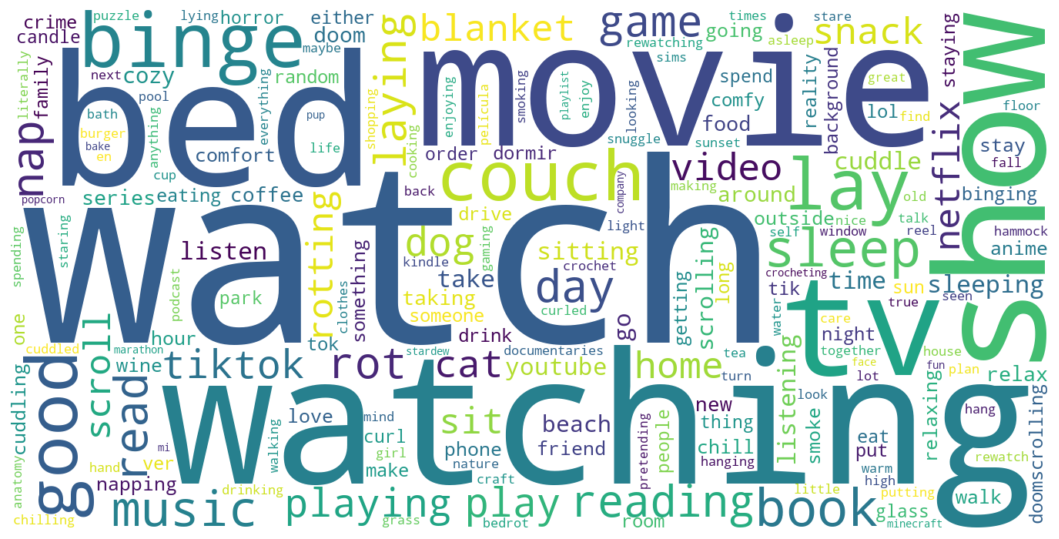 puzzle
lying
horror
either
game
going
times
asleep
stare
crime
binge
doom
blanket
rewatching
sims
snack
staying
candle
maybe
movie
show
literally
family
next
cozy
bed
random
playing
enjoying
smoking
playlist
enjoy
spend
reality
background
great
floor
pool
everything
shopping
pelicula
looking
comfy
lol
find
bath
pup
cooking
snuggle
food
netflix
stay
nap
burger
en
anything
comfort
life
order
dormir
sunset
cuddle
fall
bake
cup
popcorn
series
eating
coffee
back
couch
video
lay
binging
making
around
old
company
outside
nice
talk
hammock
watch
drive
light
self
window
reel
anime
spending
staring
listen
dog
sitting
sleep
rotting
kindle
gaming
crochet
scrolling
long
crocheting
time
sleeping
podcast
something
take
day
tik
sun
true
seen
park
clothes
taking
curled
getting
water
tv
one
hour
someone
go
care
night
tok
drink
stardew
documentaries
tea
together
house
cuddled
marathon
wine
tiktok
rot
cat
youtube
home
turn
face
lot
fun
plan
relax
good
scroll
read
watching
listening
relaxing
hang
cuddling
love
mind
sit
beach
new
look
rewatch
walking
curl
phone
friend
thing
people
pretending
chill
smoke
eat
put
doomscrolling
anatomy
mi
ver
girl
nature
hanging
warm
hand
napping
make
craft
high
drinking
little
putting
walk
chilling
music
playing
play
reading
book
glass
grass
bedrot
room
minecraft